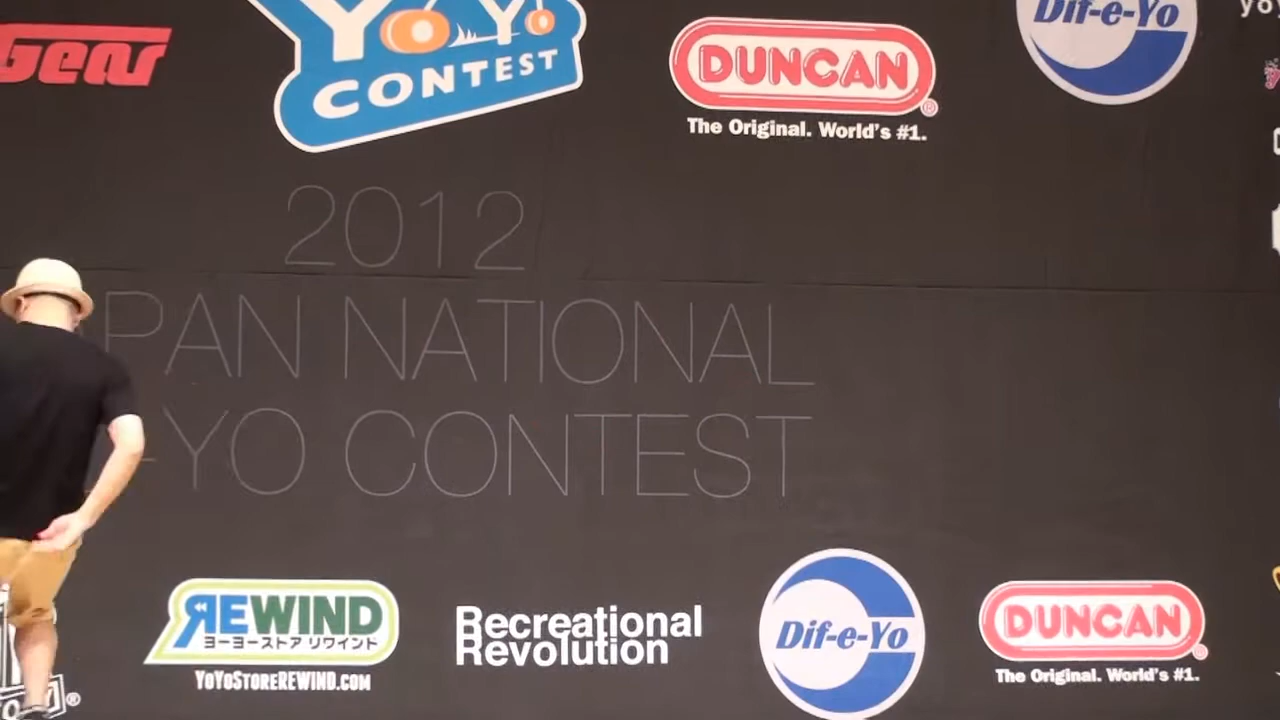 Gear
YoYo
CONTEST
DUNCAN®
The Original. World's #1.
Dif-e-Yo
yo
2012
PAN NATIONAL
-YO CONTEST
REWIND
ヨーヨーストア リワインド
YoYoStoreREWIND.com
Recreational
Revolution
Dif-e-Yo
DUNCAN®
The Original. World's #1.